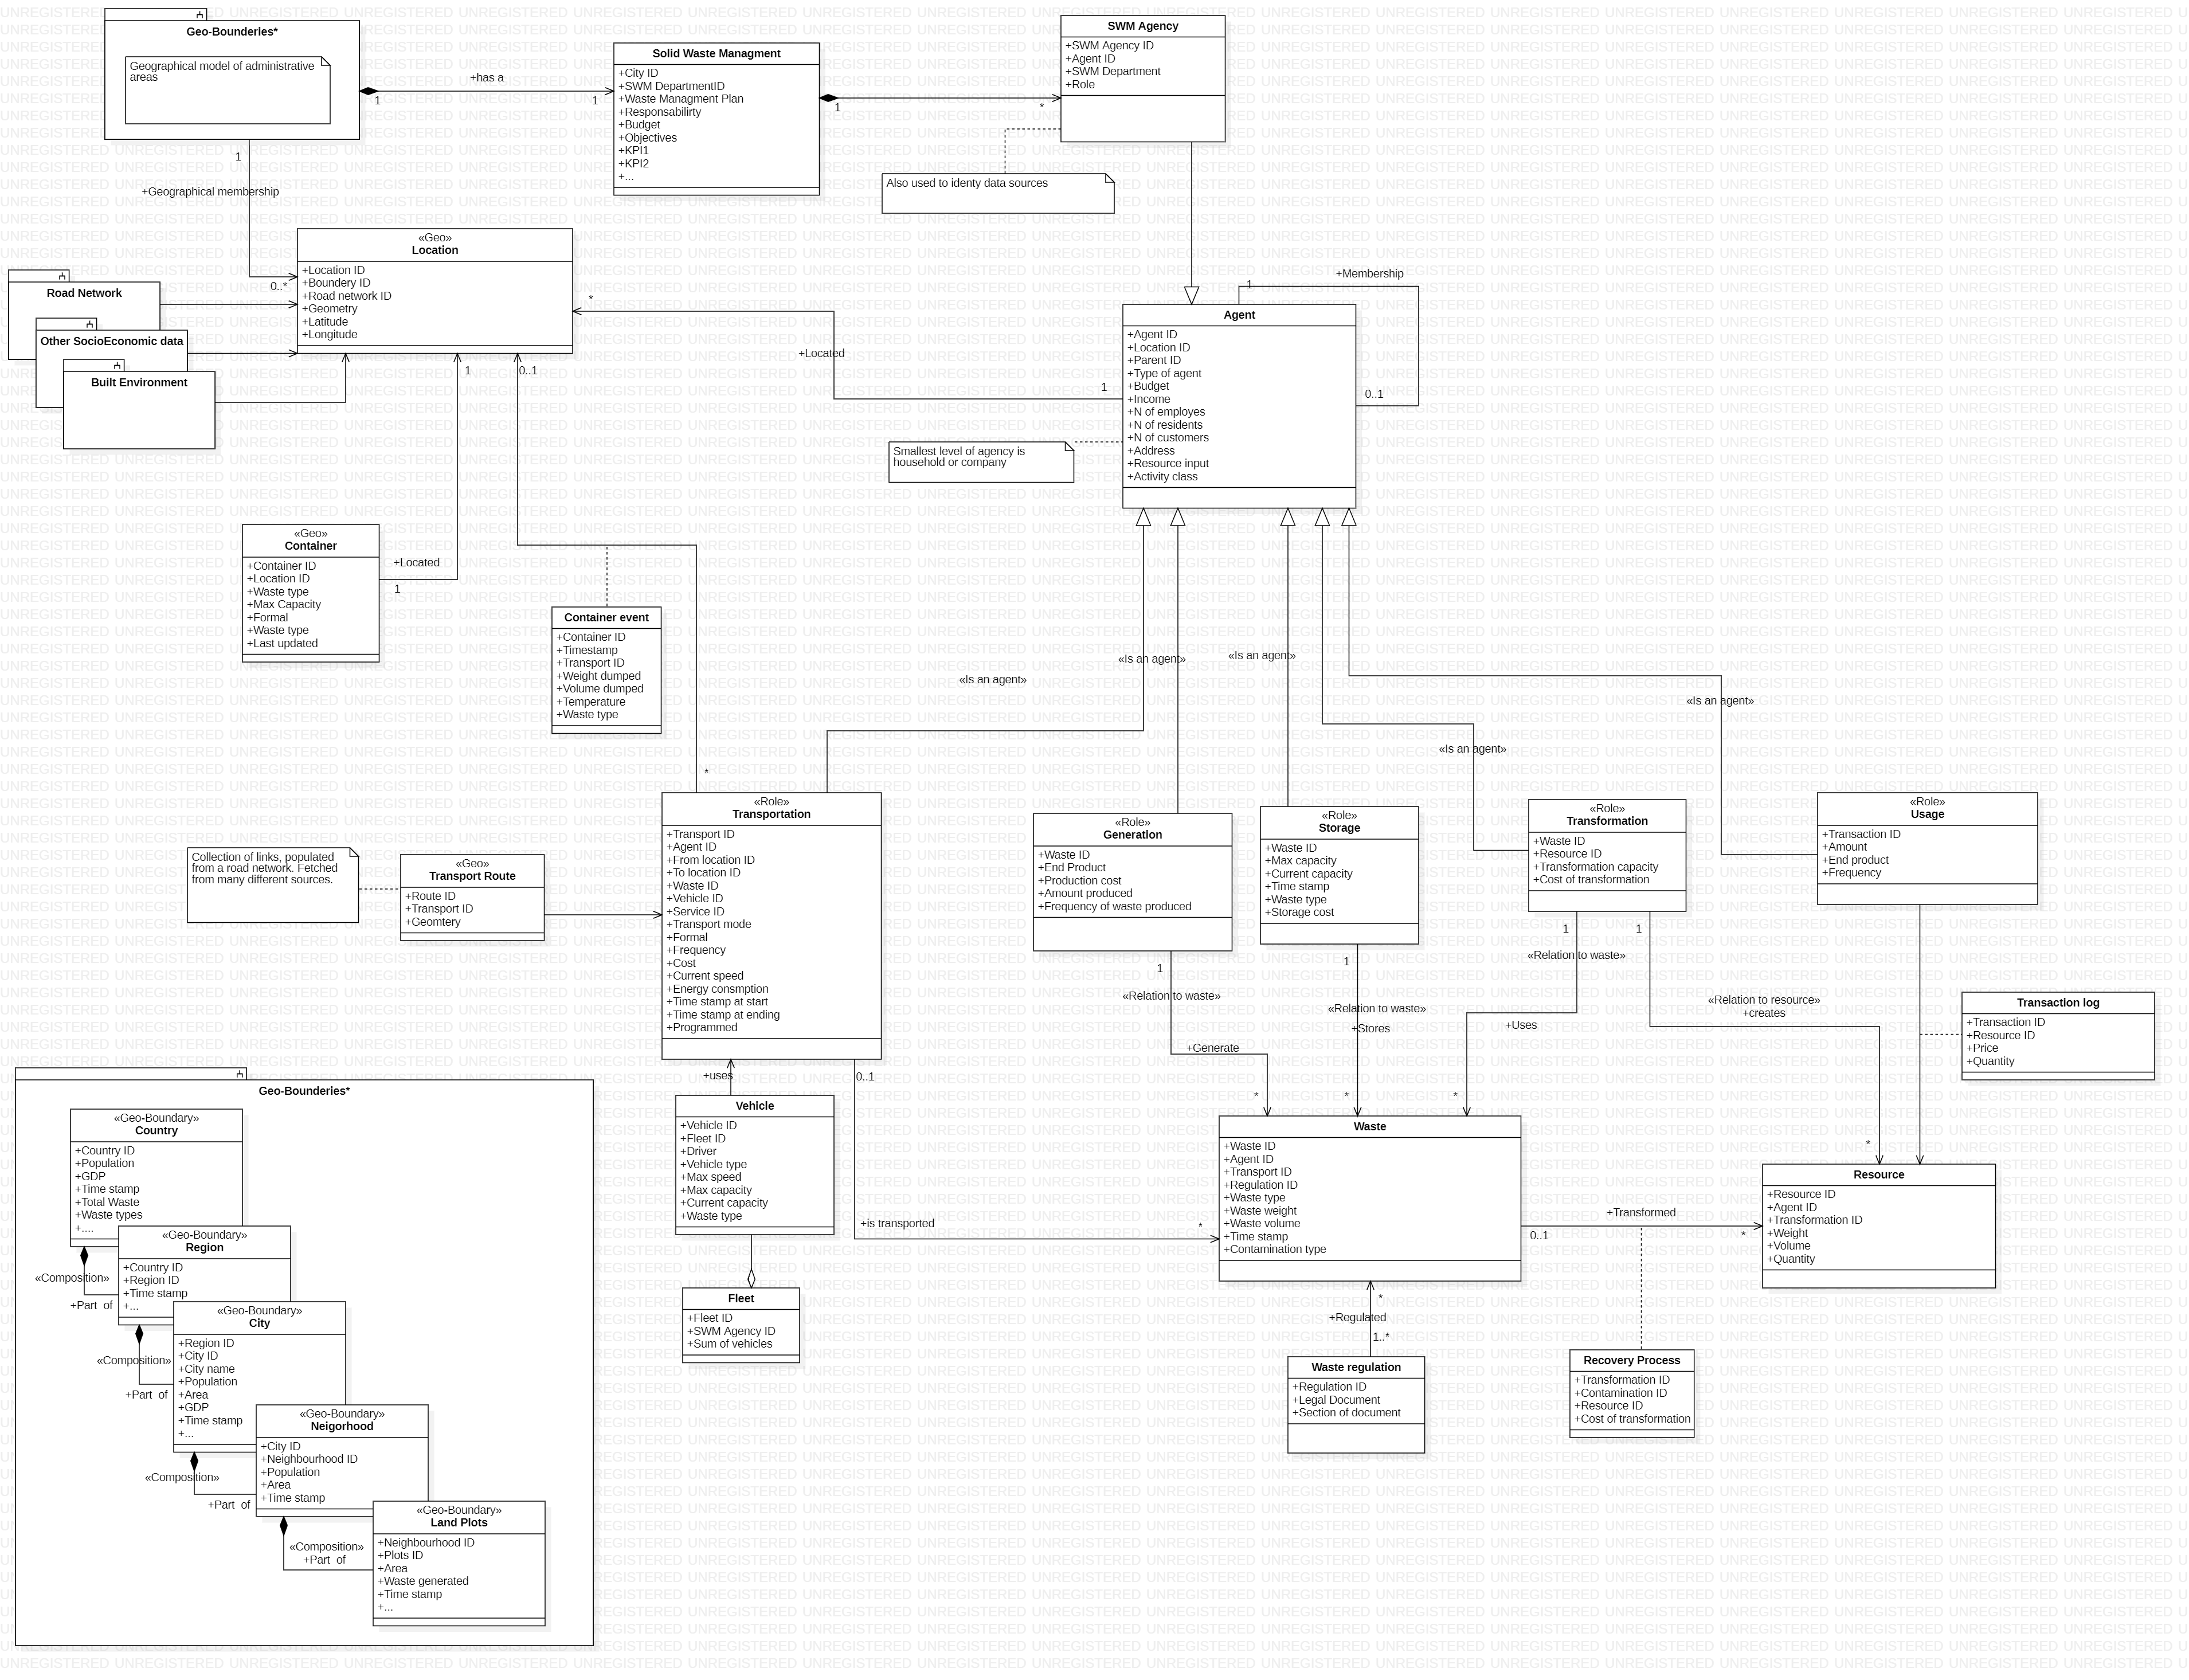 Geo-Bounderies*
Geographical model of administrative
areas
+has a
1
1
Solid Waste Managment
+City ID
+SWM DepartmentID
+Waste Managment Plan
+Responsabilirty
+Budget
+Objectives
+KPI1
+KPI2
+...
1
*
SWM Agency
+SWM Agency ID
+Agent ID
+SWM Department
+Role
Also used to identy data sources
1
+Geographical membership
0..*
«Geo»
Location
+Location ID
+Boundery ID
+Road network ID
+Geometry
+Latitude
+Longitude
Road Network
Other SocioEconomic data
Built Environment
*
+Located
1
1
0..1
+Membership
1
0..1
Agent
+Agent ID
+Location ID
+Parent ID
+Type of agent
+Budget
+Income
+N of employes
+N of residents
+N of customers
+Address
+Resource input
+Activity class
Smallest level of agency is
household or company
«Geo»
Container
+Container ID
+Location ID
+Waste type
+Max Capacity
+Formal
+Waste type
+Last updated
+Located
1
Container event
+Container ID
+Timestamp
+Transport ID
+Weight dumped
+Volume dumped
+Temperature
+Waste type
*
«Is an agent»
«Is an agent»
«Is an agent»
«Is an agent»
«Is an agent»
«Role»
Transportation
+Transport ID
+Agent ID
+From location ID
+To location ID
+Waste ID
+Vehicle ID
+Service ID
+Transport mode
+Formal
+Frequency
+Cost
+Current speed
+Energy consmption
+Time stamp at start
+Time stamp at ending
+Programmed
Collection of links, populated
from a road network. Fetched
from many different sources.
«Geo»
Transport Route
+Route ID
+Transport ID
+Geomtery
«Role»
Generation
+Waste ID
+End Product
+Production cost
+Amount produced
+Frequency of waste produced
«Role»
Storage
+Waste ID
+Max capacity
+Current capacity
+Time stamp
+Waste type
+Storage cost
«Role»
Transformation
+Waste ID
+Resource ID
+Transformation capacity
+Cost of transformation
«Role»
Usage
+Transaction ID
+Amount
+End product
+Frequency
1
«Relation to waste»
+Generate
*
1
«Relation to waste»
+Stores
*
1
«Relation to waste»
+Uses
*
1
«Relation to resource»
+creates
*
Transaction log
+Transaction ID
+Resource ID
+Price
+Quantity
+uses
0..1
Vehicle
+Vehicle ID
+Fleet ID
+Driver
+Vehicle type
+Max speed
+Max capacity
+Current capacity
+Waste type
Fleet
+Fleet ID
+SWM Agency ID
+Sum of vehicles
+is transported
*
Waste
+Waste ID
+Agent ID
+Transport ID
+Regulation ID
+Waste type
+Waste weight
+Waste volume
+Time stamp
+Contamination type
+Transformed
0..1
*
Resource
+Resource ID
+Agent ID
+Transformation ID
+Weight
+Volume
+Quantity
*
+Regulated
1..*
Waste regulation
+Regulation ID
+Legal Document
+Section of document
Recovery Process
+Transformation ID
+Contamination ID
+Resource ID
+Cost of transformation
Geo-Bounderies*
«Geo-Boundary»
Country
+Country ID
+Population
+GDP
+Time stamp
+Total Waste
+Waste types
+....
«Composition»
+Part of
«Geo-Boundary»
Region
+Country ID
+Region ID
+Time stamp
+...
«Composition»
+Part of
«Geo-Boundary»
City
+Region ID
+City ID
+City name
+Population
+Area
+GDP
+Time stamp
+...
«Composition»
+Part of
«Geo-Boundary»
Neigorhood
+City ID
+Neighbourhood ID
+Population
+Area
+Time stamp
«Composition»
+Part of
«Geo-Boundary»
Land Plots
+Neighbourhood ID
+Plots ID
+Area
+Waste generated
+Time stamp
+...
UNREGISTERED